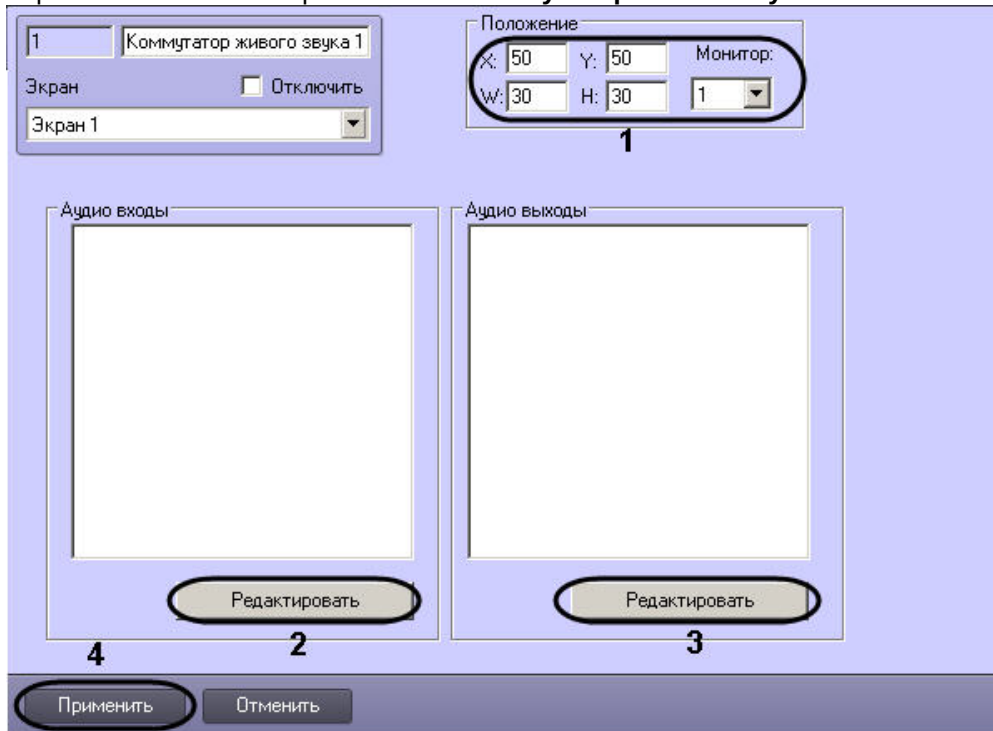 1 Коммутатор живого звука 1
Экран Отключить
Экран 1
Положение
X: 50 Y: 50 Монитор:
W: 30 H: 30 1
1
Аудио входы
Аудио выходы
Редактировать
Редактировать
2
3
4
Применить Отменить